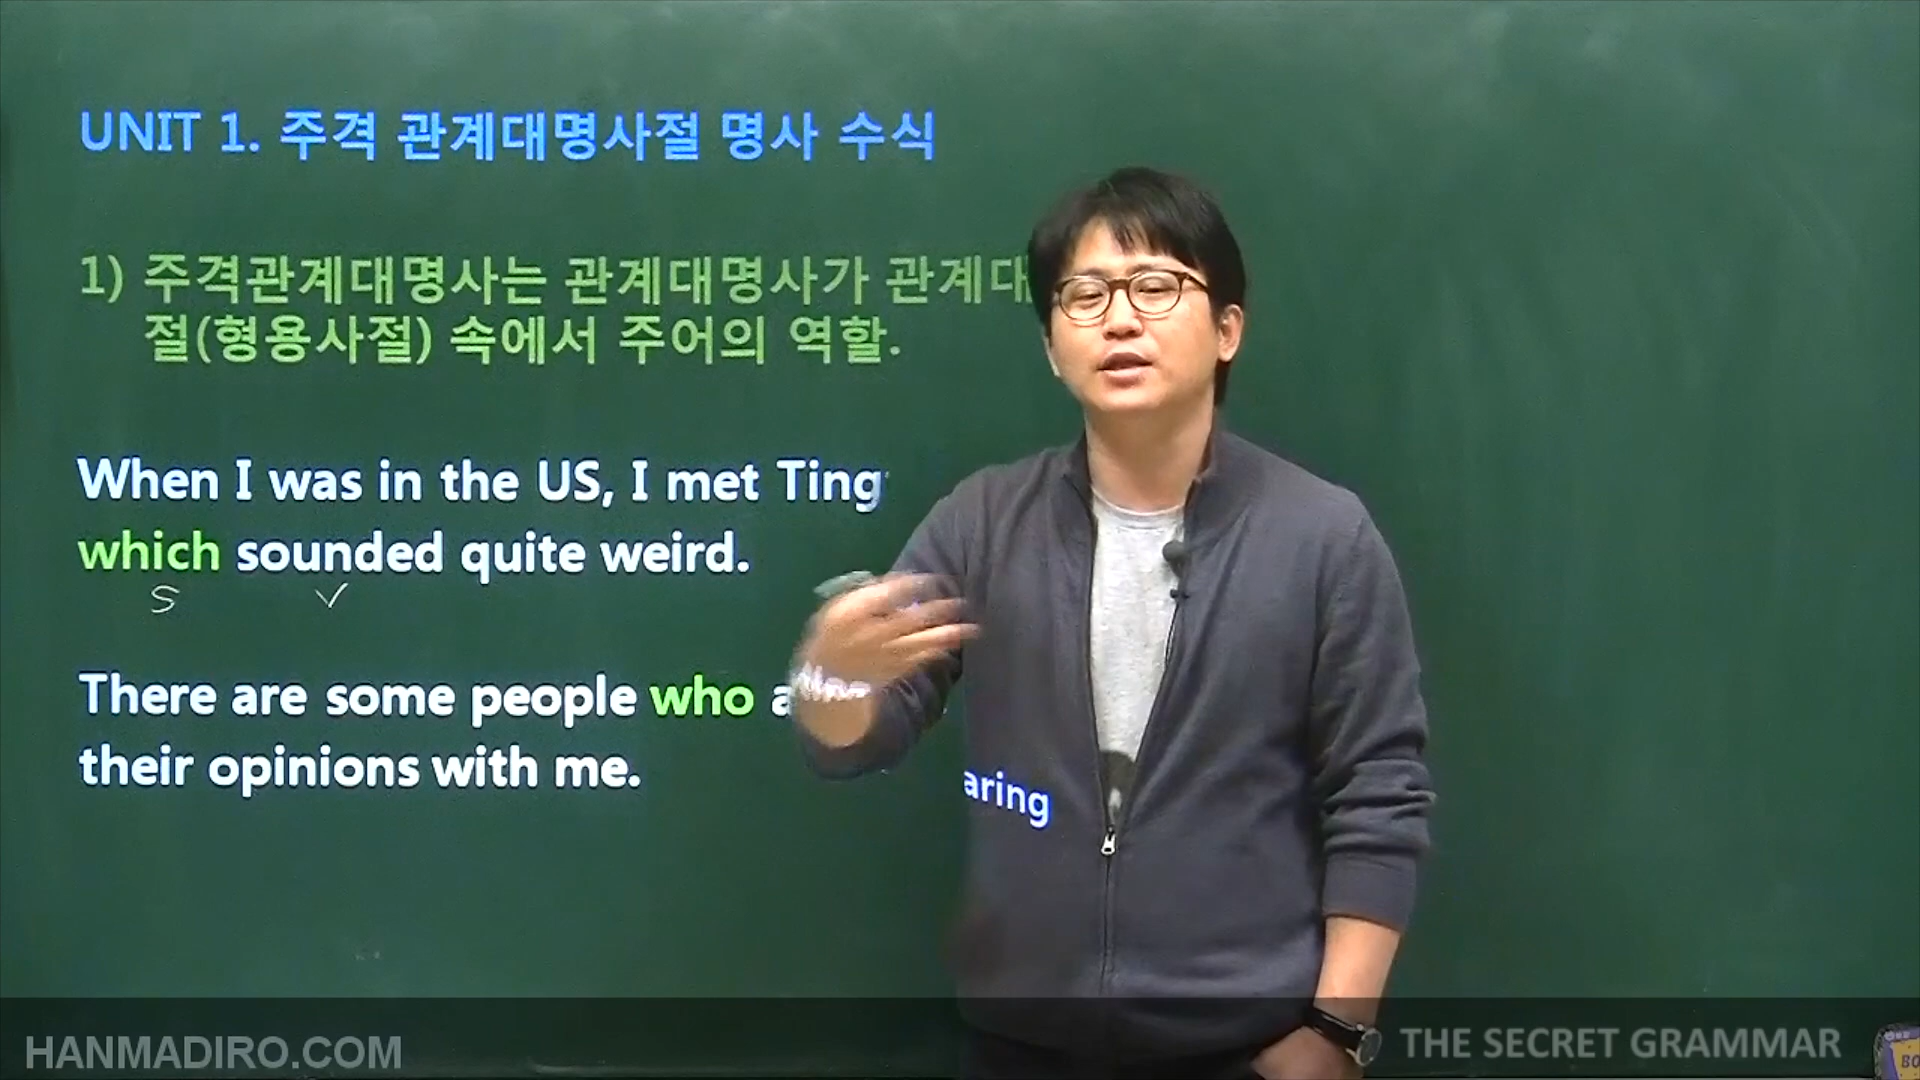 UNIT 1. 주격 관계대명사절 명사 수식
1) 주격관계대명사는 관계대명사가 관계대
절(형용사절) 속에서 주어의 역할.
When I was in the US, I met Ting
which sounded quite weird.
S V
There are some people who a
aring
their opinions with me.
HANMADIRO.COM
THE SECRET GRAMMAR
BO